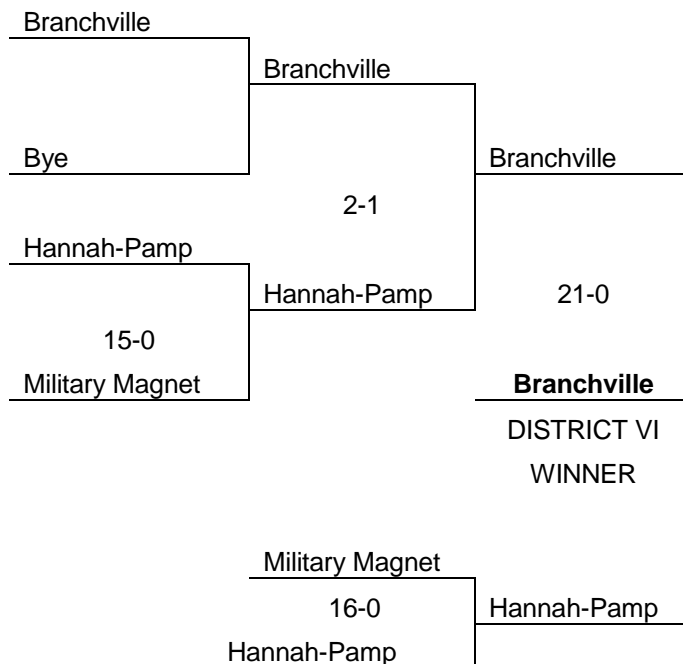 Branchville
Branchville
Bye
Branchville
2-1
Hannah-Pamp
Hannah-Pamp
21-0
15-0
Military Magnet
Branchville
DISTRICT VI
WINNER
Military Magnet
16-0
Hannah-Pamp
Hannah-Pamp